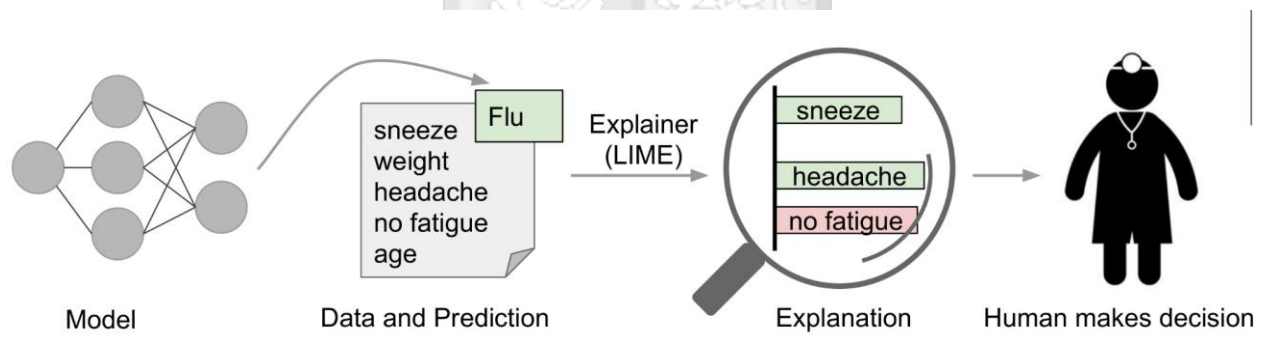 Flu
sneeze
weight
headache
no fatigue
age
Explainer
(LIME)
sneeze
headache
no fatigue
Model
Data and Prediction
Explanation
Human makes decision